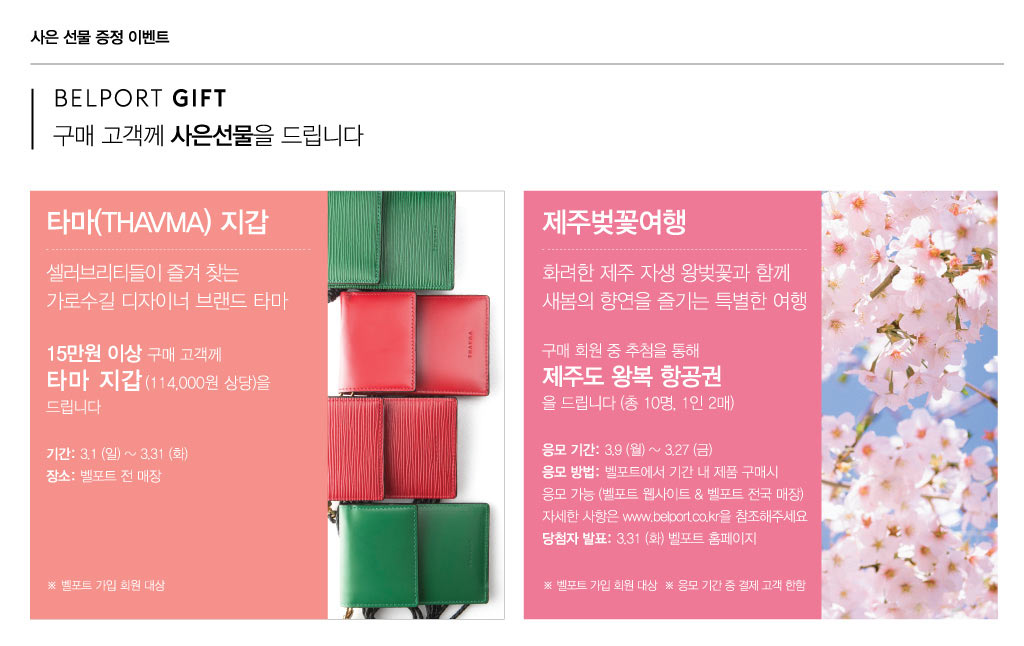 사은 선물 증정 이벤트
BELPORT GIFT
구매 고객께 사은선물을 드립니다
타마(THAVMA) 지갑
셀러브리티들이 즐겨 찾는
가로수길 디자이너 브랜드 타마
15만원 이상 구매 고객께
타마 지갑 (114,000원 상당)을
드립니다
기간: 3.1 (일) ~ 3.31 (화)
장소: 벨포트 전 매장
※ 벨포트 가입 회원 대상
THAVMA
제주벚꽃여행
화려한 제주 자생 왕벚꽃과 함께
새봄의 향연을 즐기는 특별한 여행
구매 회원 중 추첨을 통해
제주도 왕복 항공권
을 드립니다 (총 10명, 1인 2매)
응모 기간: 3.9 (월) ~ 3.27 (금)
응모 방법: 벨포트에서 기간 내 제품 구매시
응모 가능 (벨포트 웹사이트 & 벨포트 전국 매장)
자세한 사항은 www.belport.co.kr을 참조해주세요
당첨자 발표: 3.31 (화) 벨포트 홈페이지
※ 벨포트 가입 회원 대상 ※ 응모 기간 중 결제 고객 한함